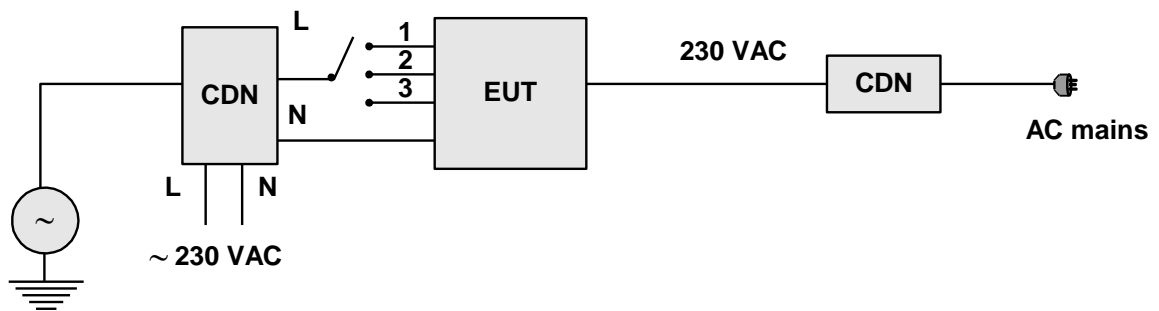 L
1
2
3
230 VAC
CDN
EUT
CDN
N
AC mains
L
N
~
~ 230 VAC